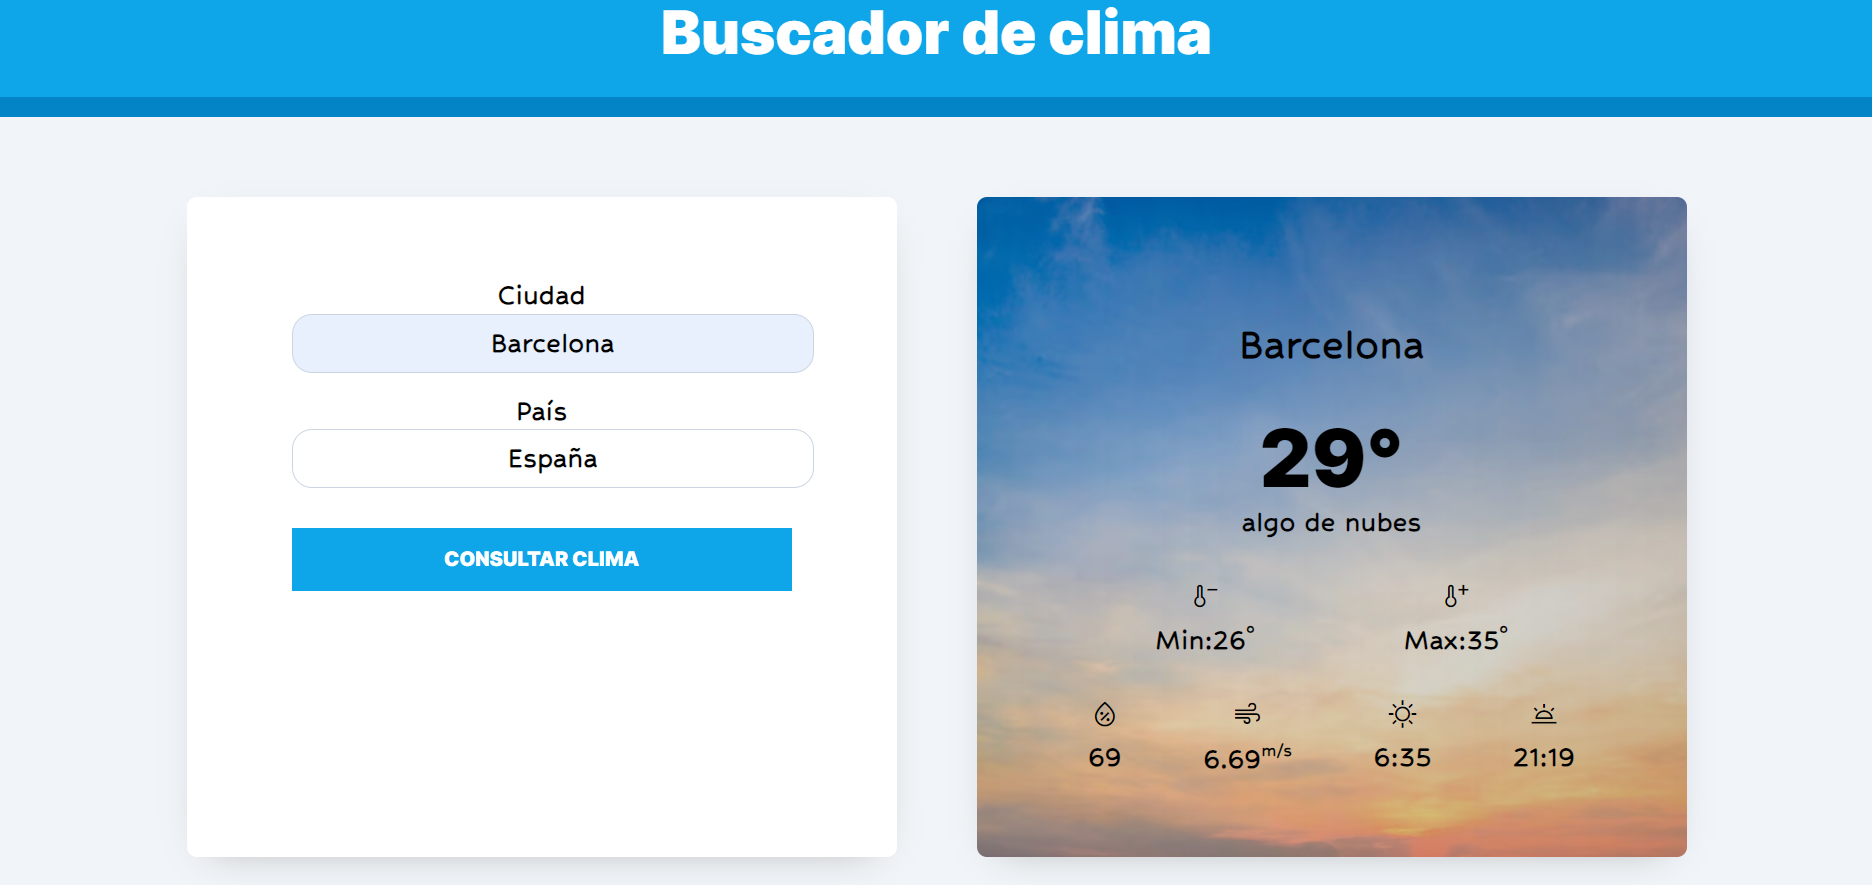 Buscador de clima
Ciudad
Barcelona
País
España
CONSULTAR CLIMA
Barcelona
29°
algo de nubes
Min:26° Max:35°
69 6.69m/s 6:35 21:19